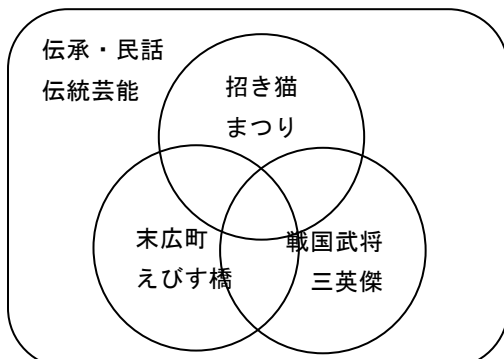 伝承・民話
伝統芸能
招き猫
まつり
末広町
えびす橋
戦国武将
三英傑